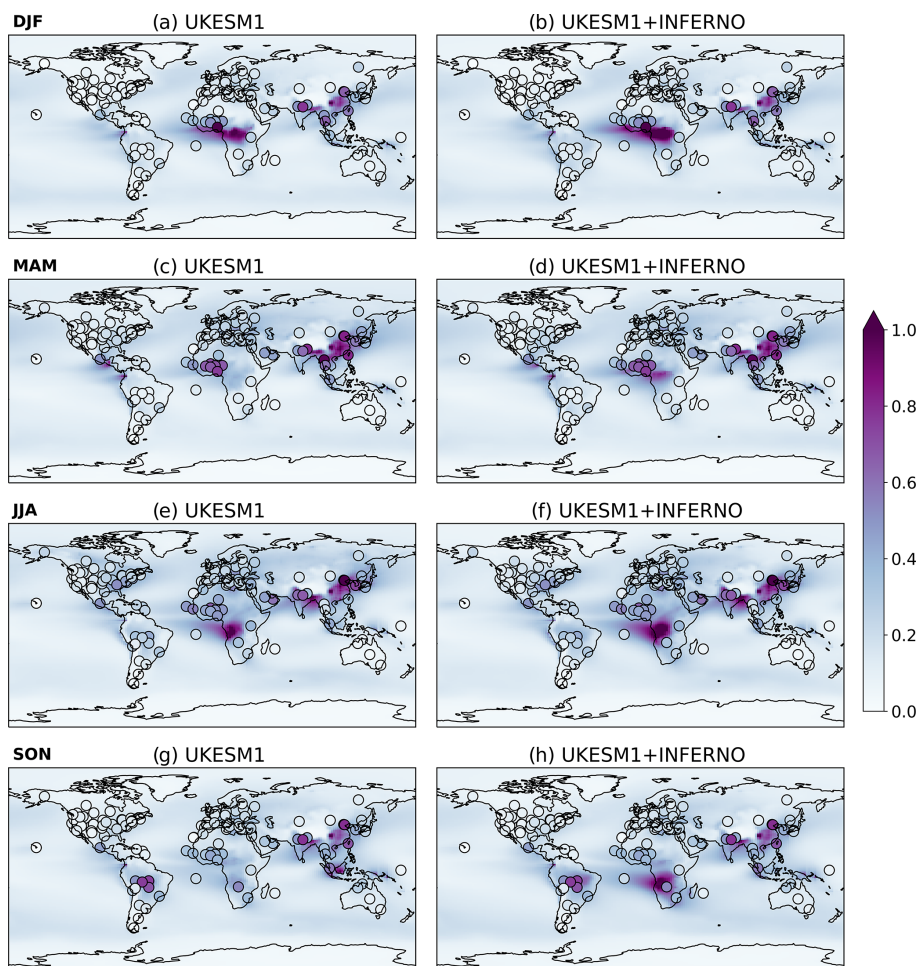 DJF (a) UKESM1 (b) UKESM1+INFERNO
MAM (c) UKESM1 (d) UKESM1+INFERNO
JJA (e) UKESM1 (f) UKESM1+INFERNO
SON (g) UKESM1 (h) UKESM1+INFERNO
1.0
0.8
0.6
0.4
0.2
0.0